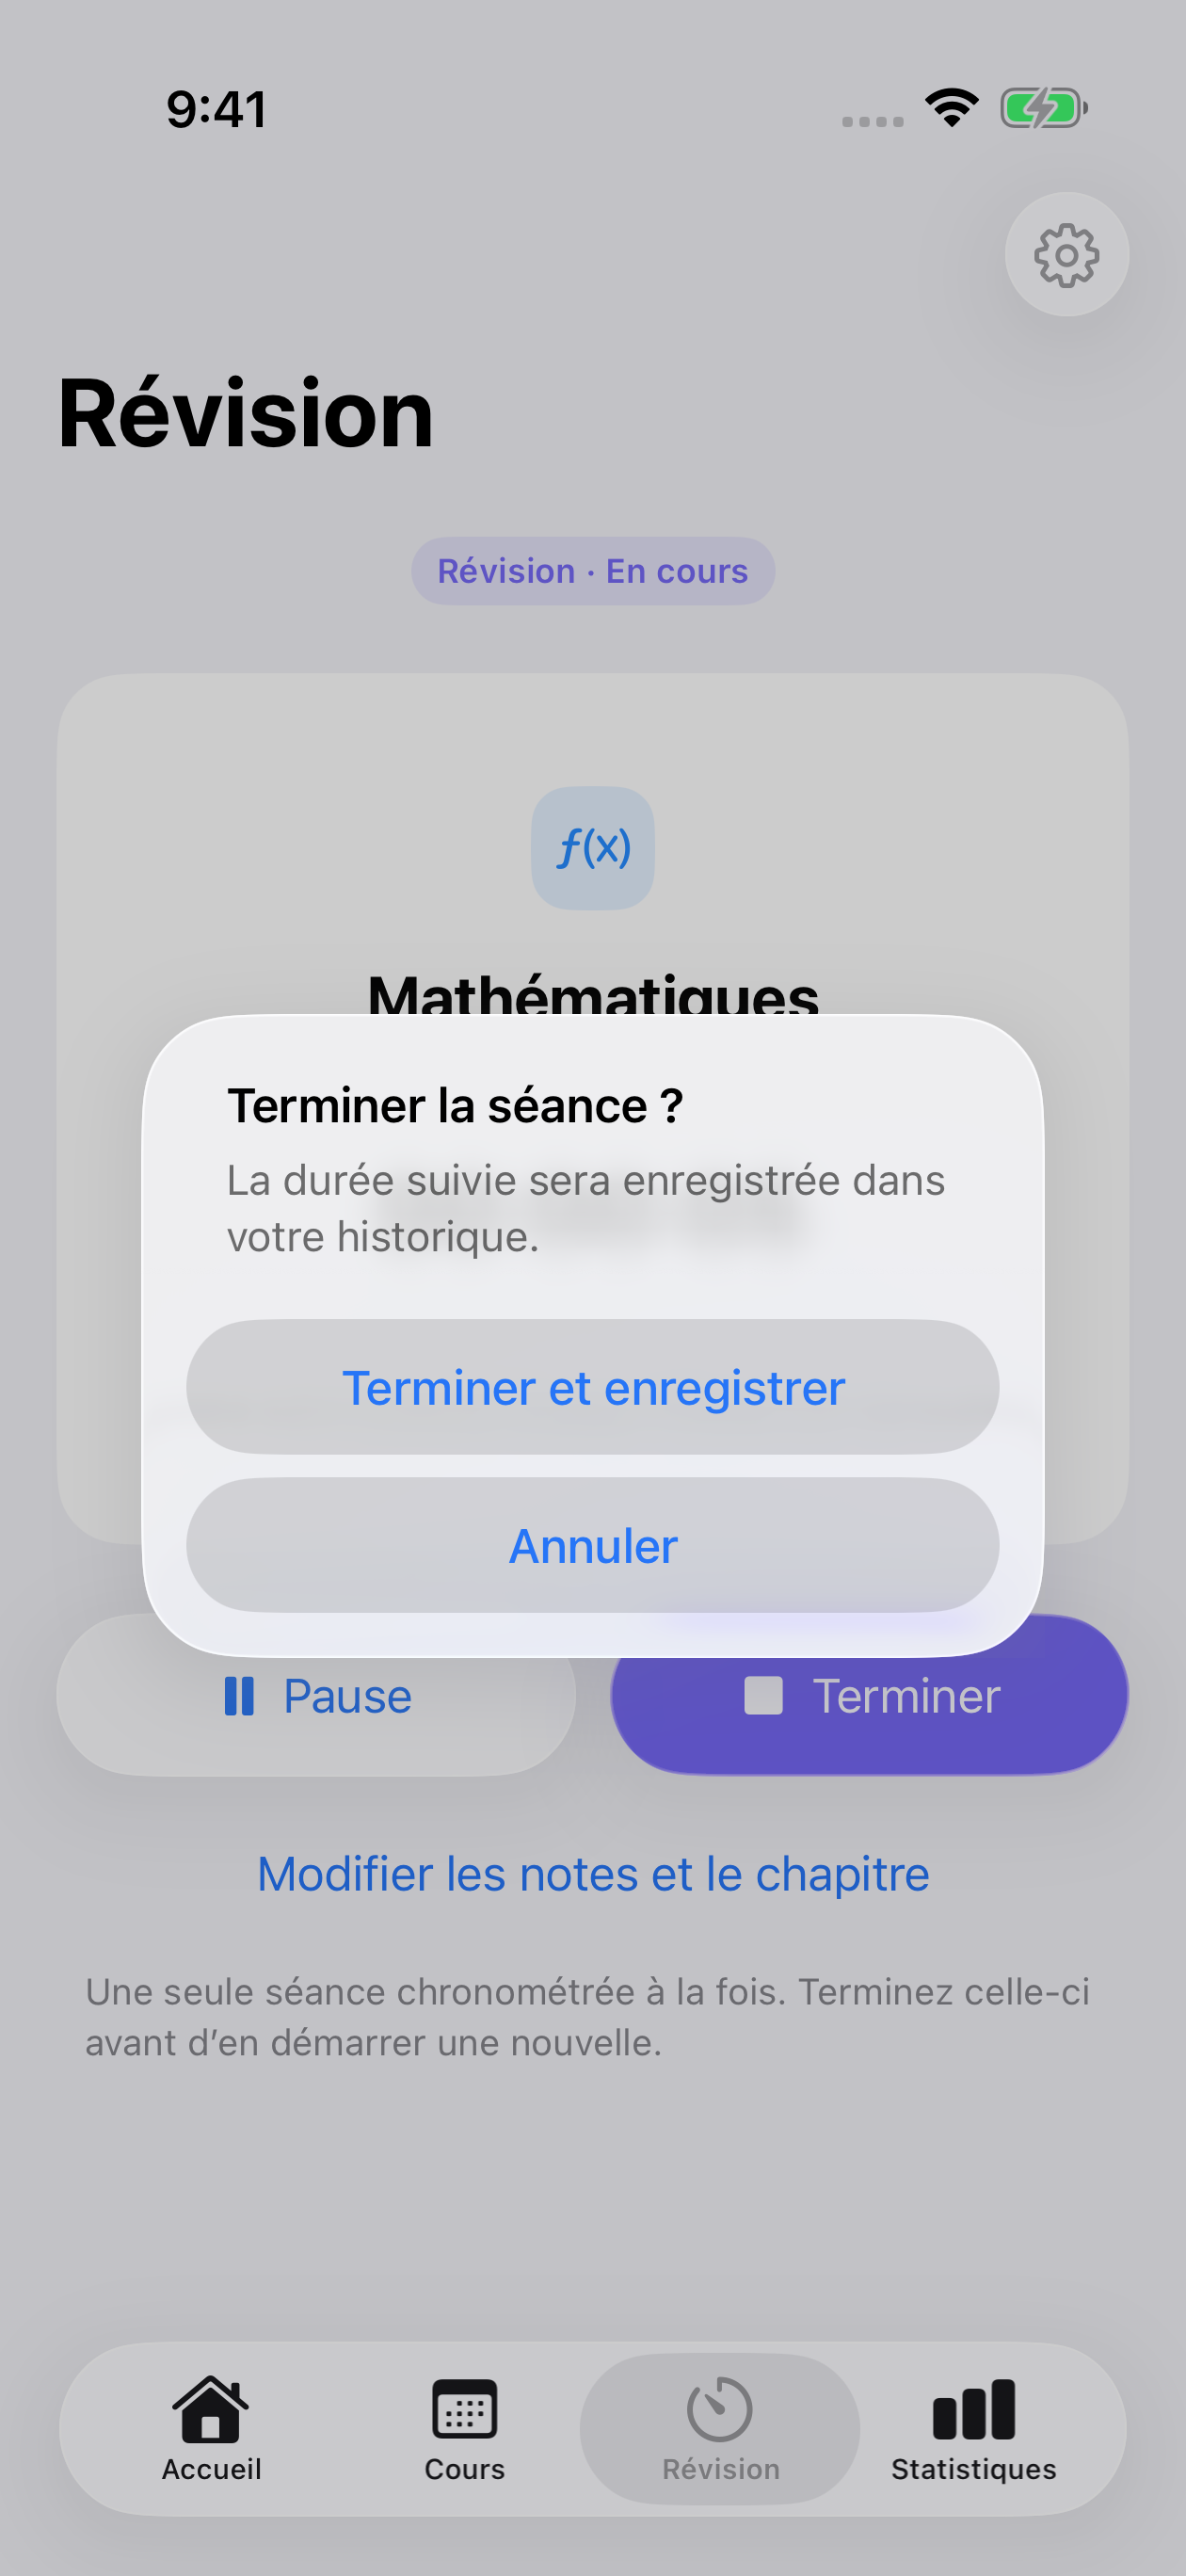 9:41
Révision
Révision · En cours
f(x)
Mathématiques
Terminer la séance ?
La durée suivie sera enregistrée dans
votre historique.
Terminer et enregistrer
Annuler
Pause
Terminer
Modifier les notes et le chapitre
Une seule séance chronométrée à la fois. Terminez celle-ci
avant d’en démarrer une nouvelle.
Accueil
Cours
Révision
Statistiques